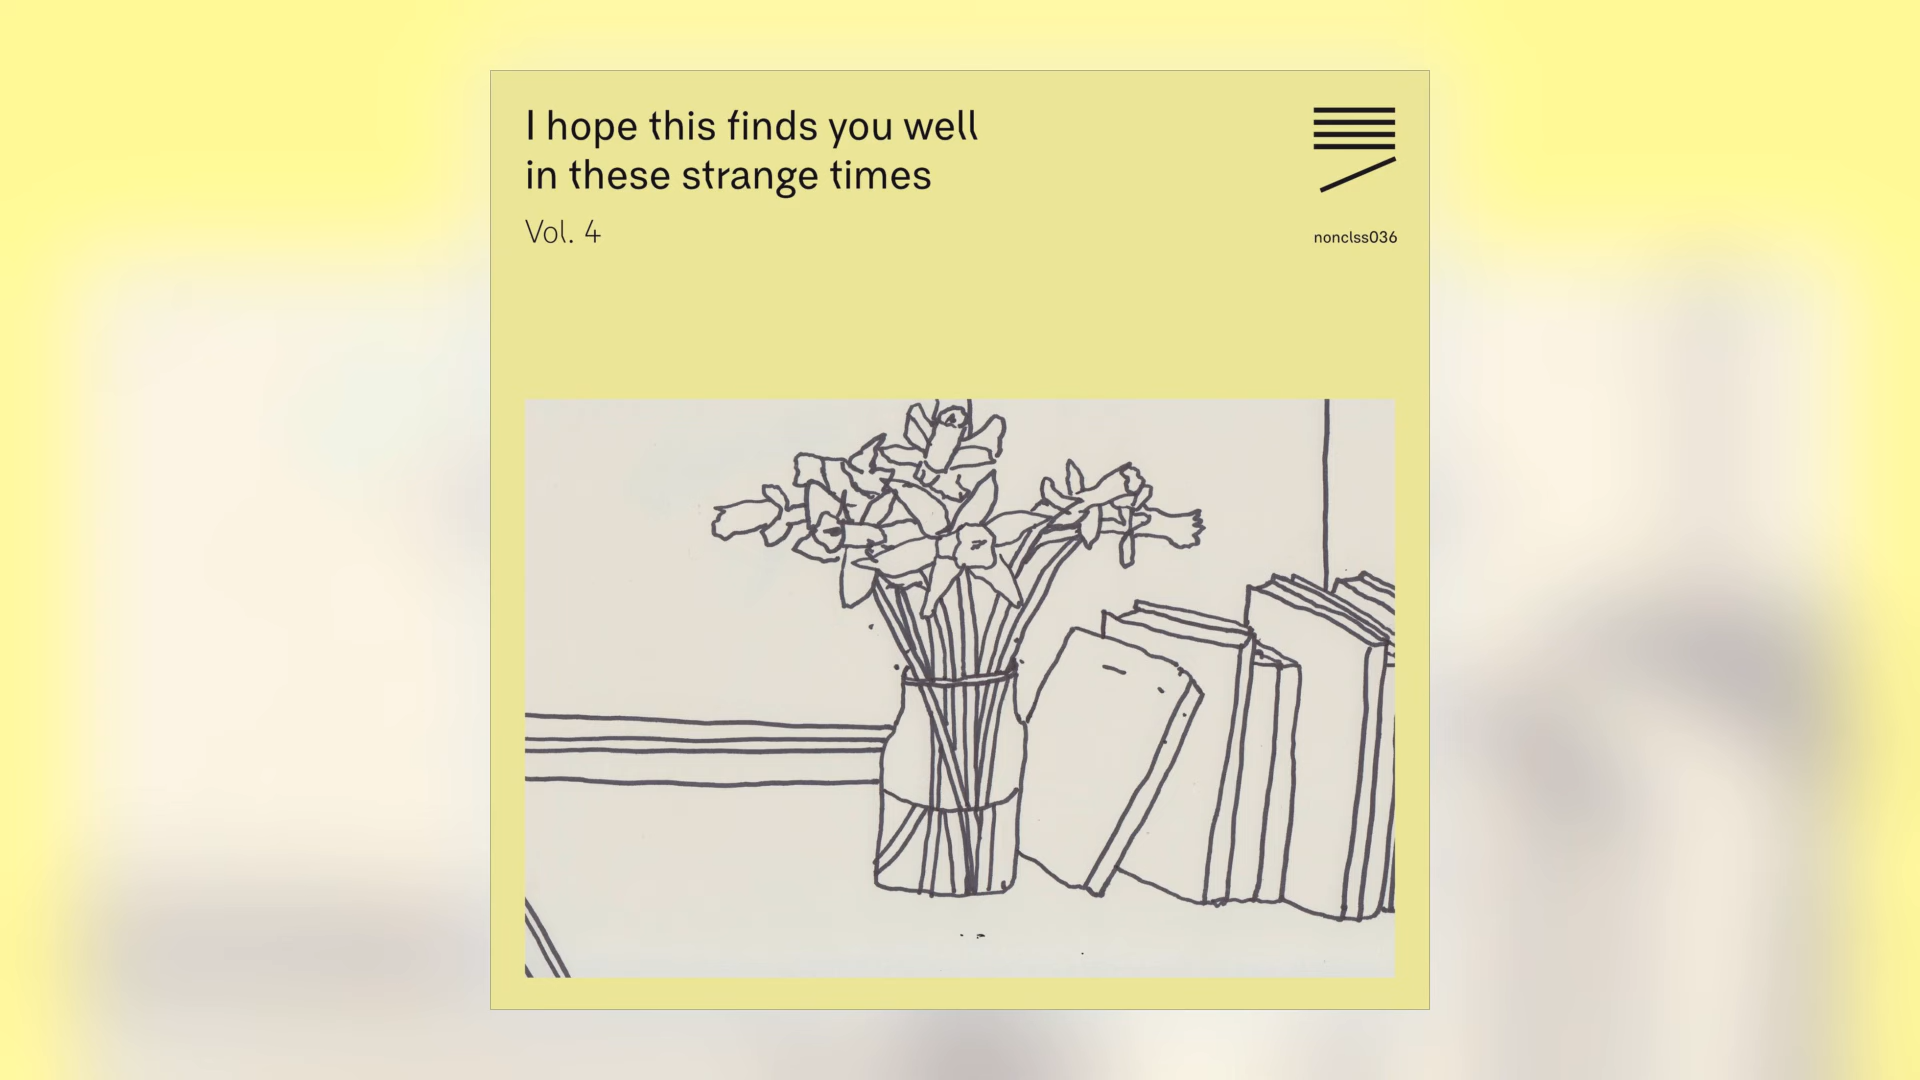 I hope this finds you well
in these strange times
Vol. 4
nonclss036